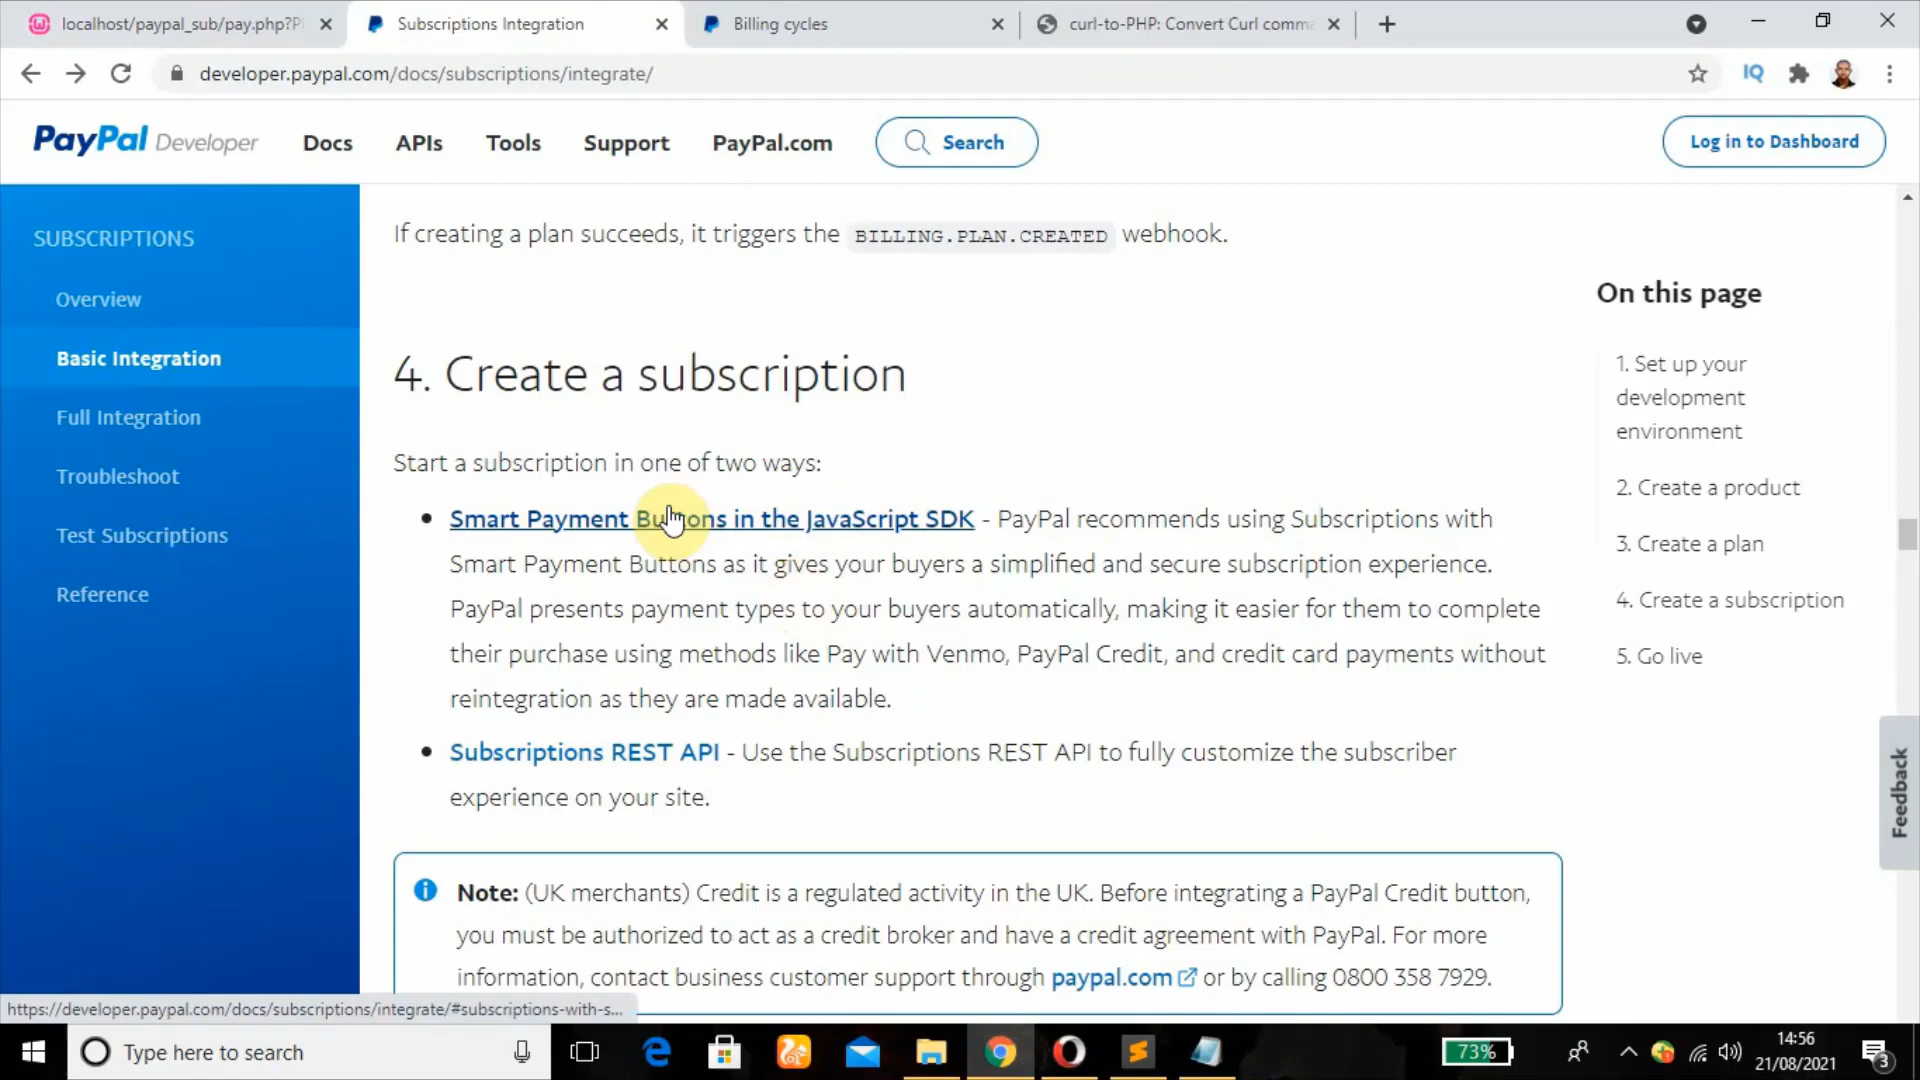 localhost/paypal_sub/pay.php?P
Subscriptions Integration
Billing cycles
curl-to-PHP: Convert Curl comma
developer.paypal.com/docs/subscriptions/integrate/
IQ
PayPal Developer
Docs
APIs
Tools
Support
PayPal.com
Search
Log in to Dashboard
SUBSCRIPTIONS
Overview
Basic Integration
Full Integration
Troubleshoot
Test Subscriptions
Reference
If creating a plan succeeds, it triggers the BILLING.PLAN.CREATED webhook.
4. Create a subscription
Start a subscription in one of two ways:
Smart Payment Buttons in the JavaScript SDK - PayPal recommends using Subscriptions with
Smart Payment Buttons as it gives your buyers a simplified and secure subscription experience.
PayPal presents payment types to your buyers automatically, making it easier for them to complete
their purchase using methods like Pay with Venmo, PayPal Credit, and credit card payments without
reintegration as they are made available.
Subscriptions REST API - Use the Subscriptions REST API to fully customize the subscriber
experience on your site.
Note: (UK merchants) Credit is a regulated activity in the UK. Before integrating a PayPal Credit button,
you must be authorized to act as a credit broker and have a credit agreement with PayPal. For more
information, contact business customer support through paypal.com or by calling 0800 358 7929.
On this page
1. Set up your
development
environment
2. Create a product
3. Create a plan
4. Create a subscription
5. Go live
Feedback
https://developer.paypal.com/docs/subscriptions/integrate/#subscriptions-with-s...
Type here to search
73%
14:56
21/08/2021
3